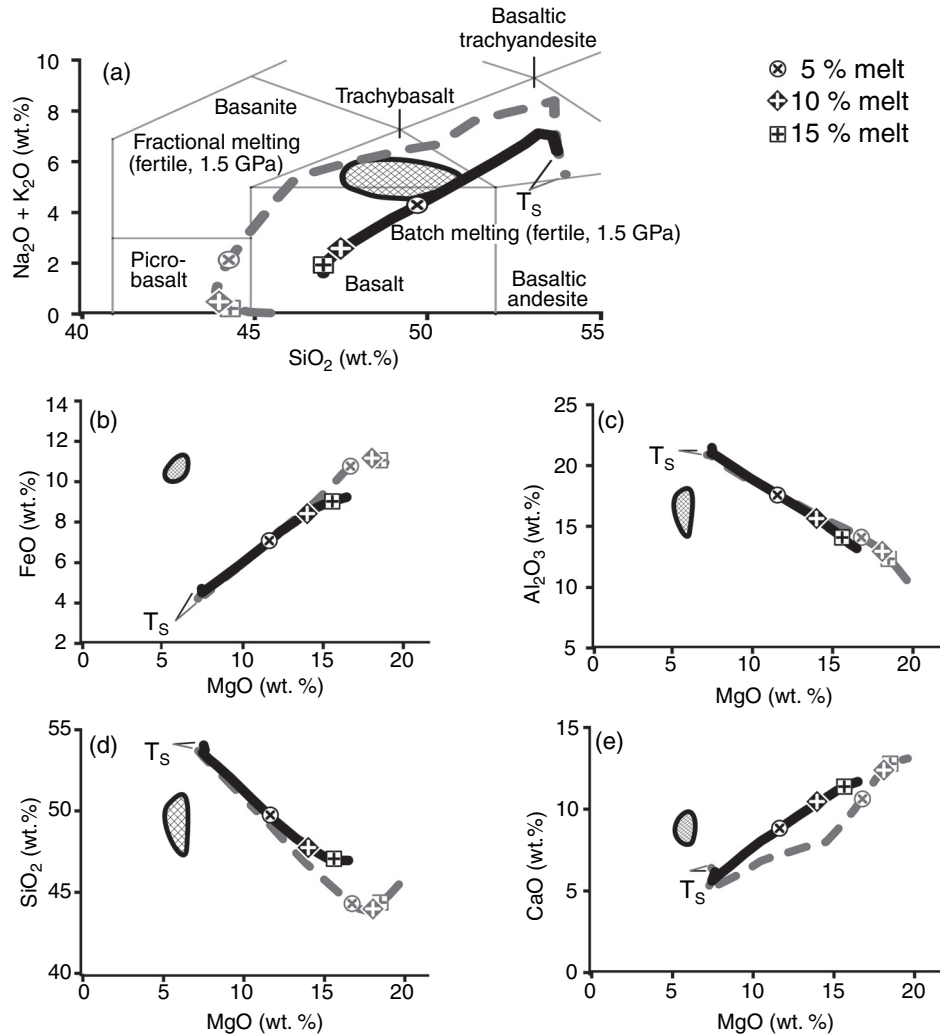 (a)
Na2O + K2O (wt.%)
10
8
6
4
2
0
40
45
50
55
SiO2 (wt.%)
Basanite
Trachybasalt
Basaltic
trachyandesite
Fractional melting
(fertile, 1.5 GPa)
TS
Batch melting (fertile, 1.5 GPa)
Picro-
basalt
Basalt
Basaltic
andesite
5 % melt
10 % melt
15 % melt
(b)
FeO (wt.%)
14
12
10
8
6
4
2
TS
0
5
10
15
20
MgO (wt. %)
(c)
Al2O3 (wt.%)
25
20
15
10
5
TS
0
5
10
15
20
MgO (wt. %)
(d)
SiO2 (wt.%)
55
50
45
40
TS
0
5
10
15
20
MgO (wt. %)
(e)
CaO (wt.%)
15
10
5
0
TS
0
5
10
15
20
MgO (wt. %)